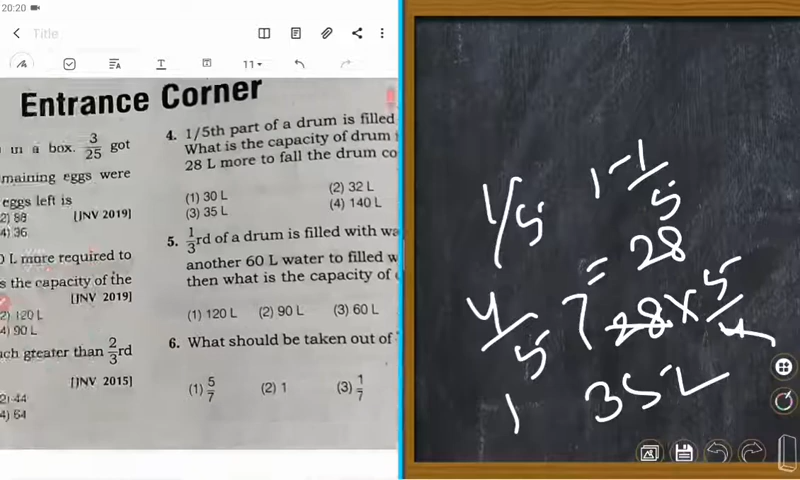 20:20
Title
11
Entrance Corner
in a box. 3/25 got
maining eggs were
eggs left is
2) 88 [JNV 2019]
4) 36
0 L more required to
s the capacity of the
[JNV 2019]
2) 120 L
4) 90 L
ach greater than 2/3rd
[JNV 2015]
2) 44
4) 54
4. 1/5th part of a drum is filled
What is the capacity of drum
28 L more to fall the drum co
(1) 30 L (2) 32 L
(3) 35 L (4) 140 L
5. 1/3rd of a drum is filled with wa
another 60 L water to filled w
then what is the capacity of
(1) 120 L (2) 90 L (3) 60 L
6. What should be taken out of
(1) 5/7 (2) 1 (3) 1/7
1/5 1-1/5
= 28
4/5 7 28 × 5/4
1 35 L